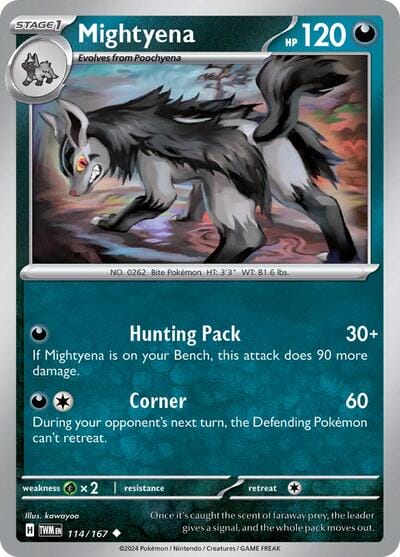 STAGE 1
Mightyena
HP 120
Evolves from Poochyena
NO. 0262 Bite Pokémon HT: 3'3" WT: 81.6 lbs.
Hunting Pack 30+
If Mightyena is on your Bench, this attack does 90 more
damage.
Corner 60
During your opponent's next turn, the Defending Pokémon
can't retreat.
weakness ×2 resistance retreat
Illus. kawayoo
H TWM EN 114/167
Once it's caught the scent of faraway prey, the leader
gives a signal, and the whole pack moves out.
©2024 Pokémon / Nintendo / Creatures / GAME FREAK